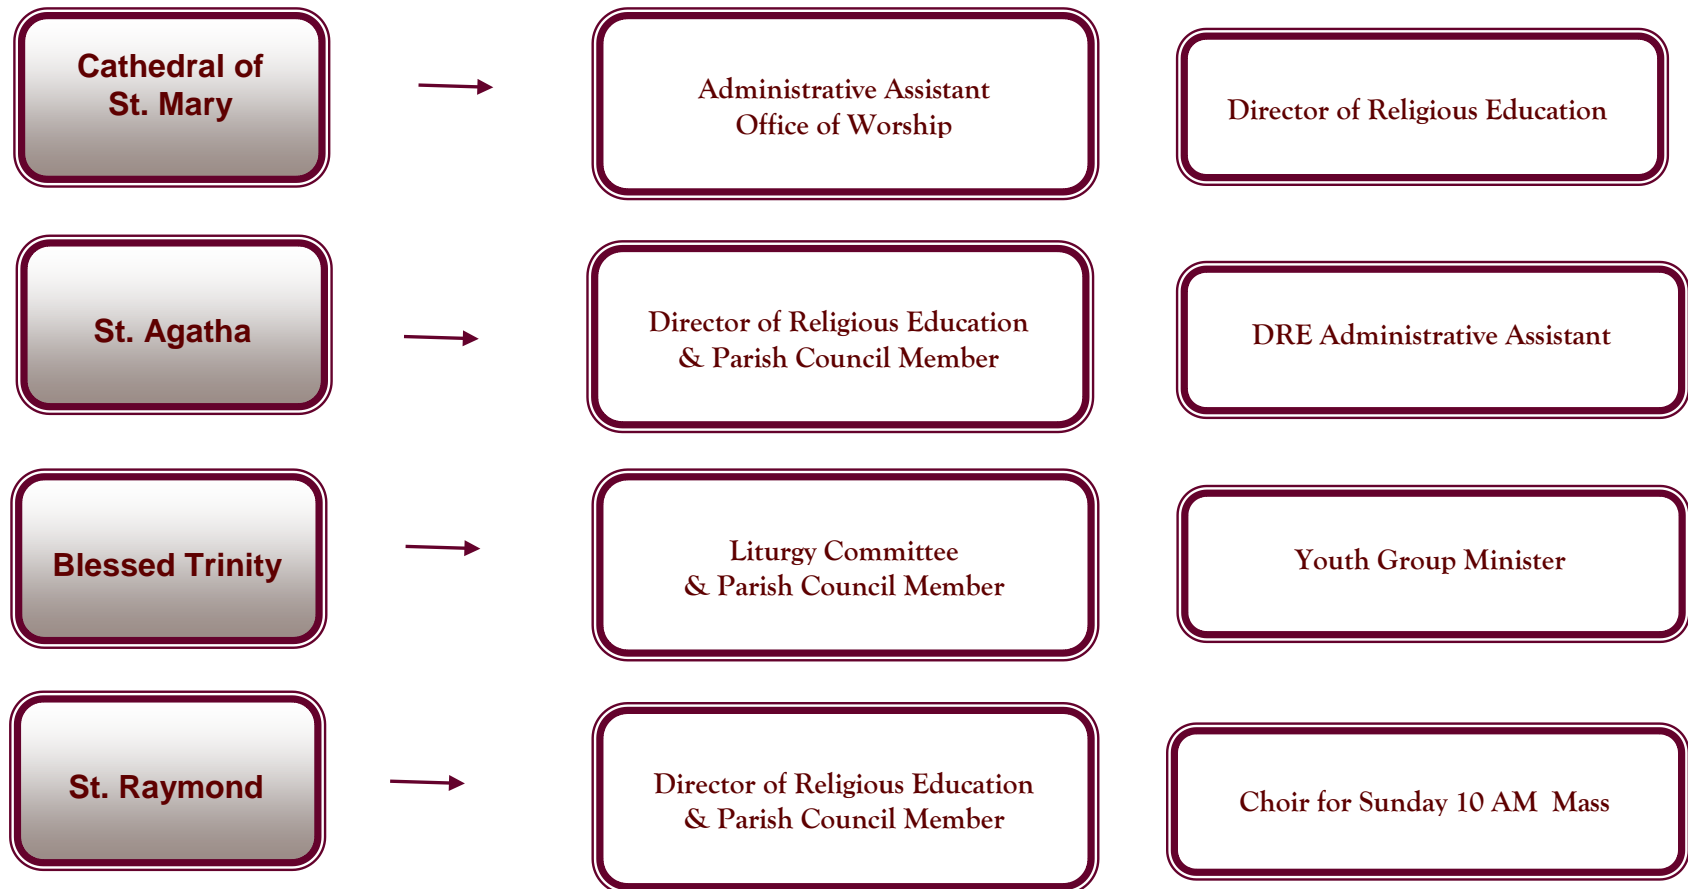 Cathedral of
St. Mary
Administrative Assistant
Office of Worship
Director of Religious Education
St. Agatha
Director of Religious Education
& Parish Council Member
DRE Administrative Assistant
Blessed Trinity
Liturgy Committee
& Parish Council Member
Youth Group Minister
St. Raymond
Director of Religious Education
& Parish Council Member
Choir for Sunday 10 AM  Mass